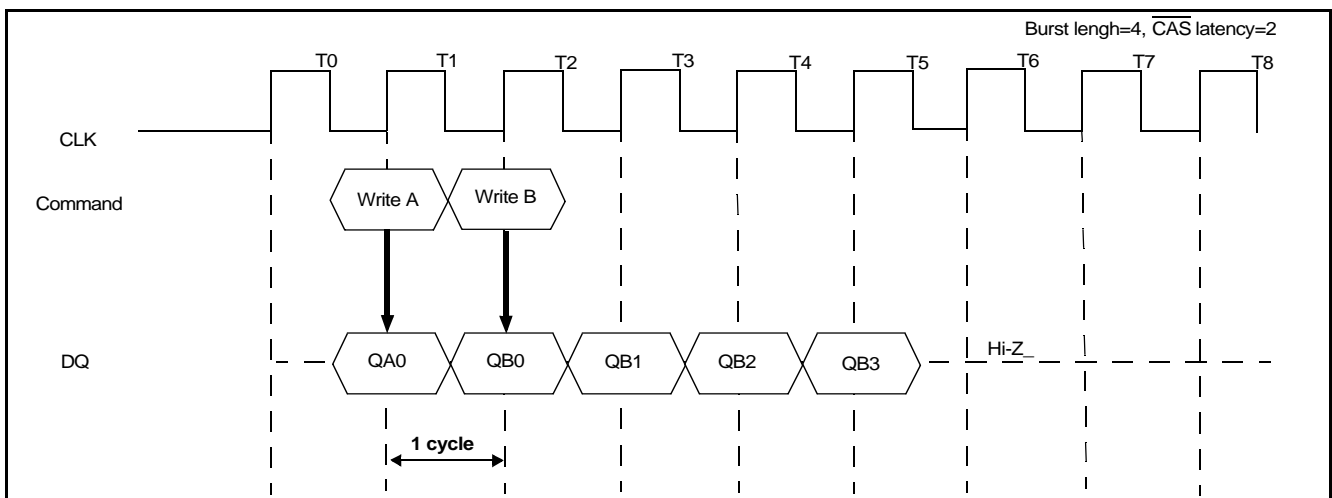 Burst lengh=4, CAS latency=2
T0 T1 T2 T3 T4 T5 T6 T7 T8
CLK
Command Write A Write B
DQ QA0 QB0 QB1 QB2 QB3 Hi-Z
1 cycle